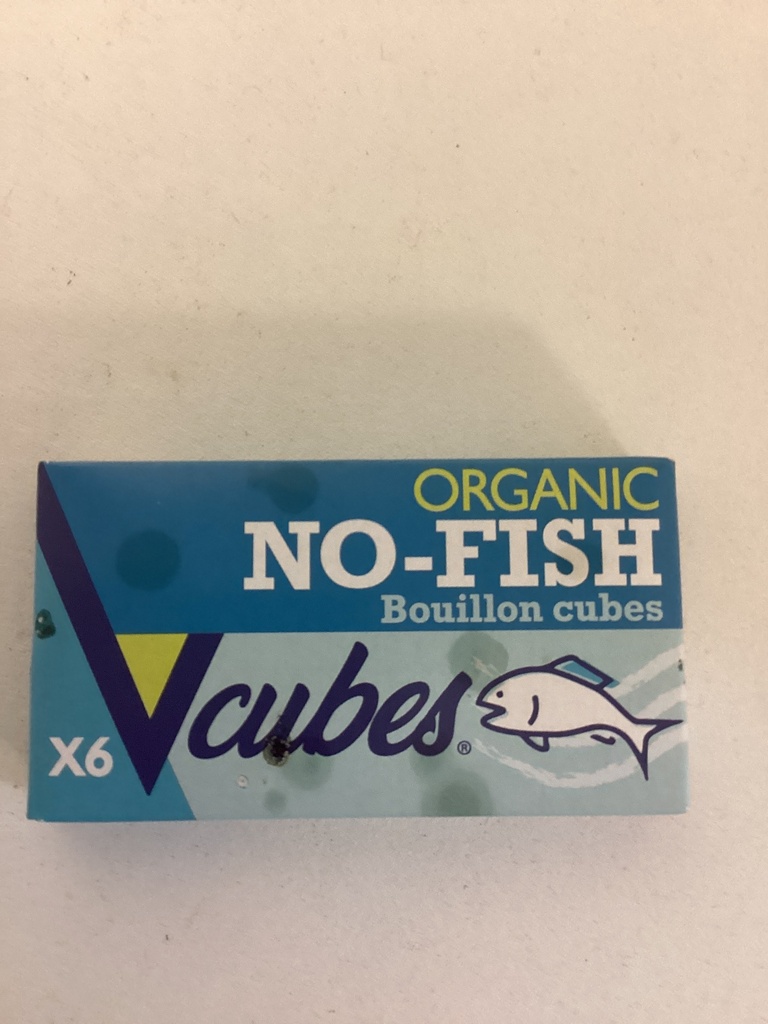 ORGANIC
NO-FISH
Bouillon cubes
Vcubes®
X6